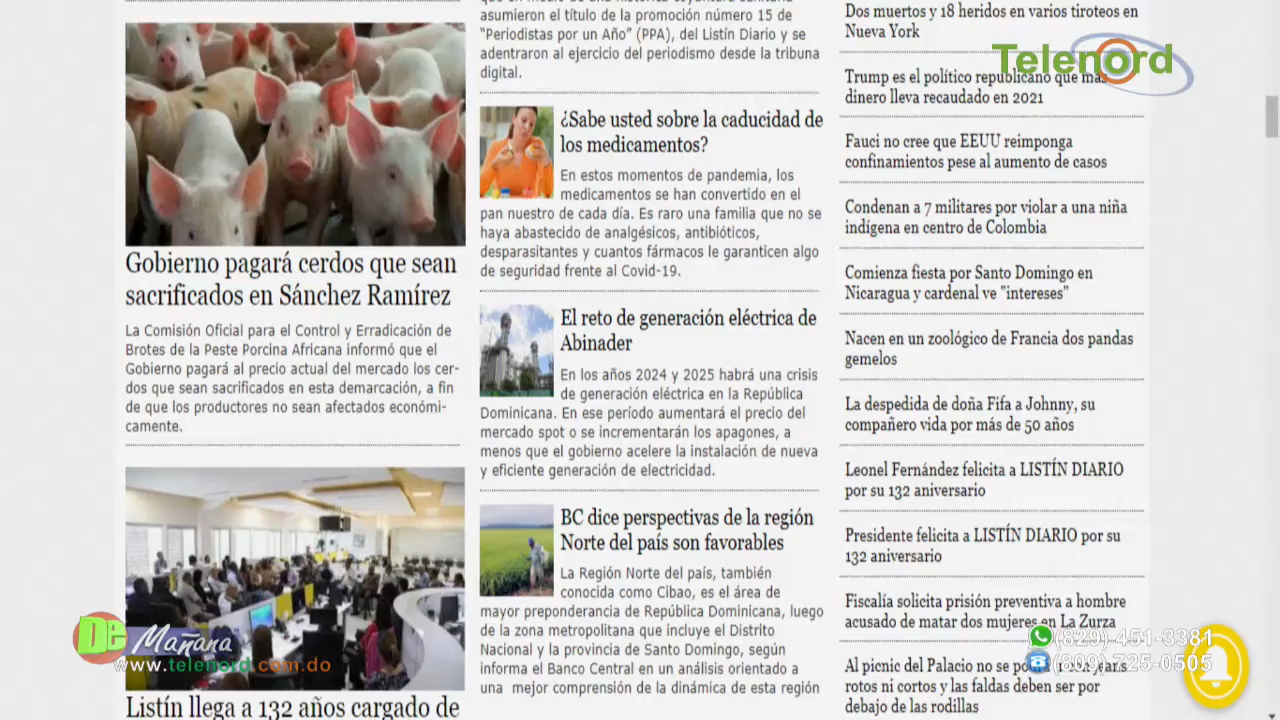 Gobierno pagará cerdos que sean
sacrificados en Sánchez Ramírez
La Comisión Oficial para el Control y Erradicación de
Brotes de la Peste Porcina Africana informó que el
Gobierno pagará al precio actual del mercado los cer-
dos que sean sacrificados en esta demarcación, a fin
de que los productores no sean afectados económi-
camente.
Listín llega a 132 años cargado de
asumieron el título de la promoción número 15 de
“Periodistas por un Año” (PPA), del Listín Diario y se
adentraron al ejercicio del periodismo desde la tribuna
digital.
¿Sabe usted sobre la caducidad de
los medicamentos?
En estos momentos de pandemia, los
medicamentos se han convertido en el
pan nuestro de cada día. Es raro una familia que no se
haya abastecido de analgésicos, antibióticos,
desparasitantes y cuantos fármacos le garanticen algo
de seguridad frente al Covid-19.
El reto de generación eléctrica de
Abinader
En los años 2024 y 2025 habrá una crisis
de generación eléctrica en la República
Dominicana. En ese período aumentará el precio del
mercado spot o se incrementarán los apagones, a
menos que el gobierno acelere la instalación de nueva
y eficiente generación de electricidad.
BC dice perspectivas de la región
Norte del país son favorables
La Región Norte del país, también
conocida como Cibao, es el área de
mayor preponderancia de República Dominicana, luego
de la zona metropolitana que incluye el Distrito
Nacional y la provincia de Santo Domingo, según
informa el Banco Central en un análisis orientado a
una mejor comprensión de la dinámica de esta región
Dos muertos y 18 heridos en varios tiroteos en
Nueva York
Trump es el político republicano que más
dinero lleva recaudado en 2021
Fauci no cree que EEUU reimponga
confinamientos pese al aumento de casos
Condenan a 7 militares por violar a una niña
indígena en centro de Colombia
Comienza fiesta por Santo Domingo en
Nicaragua y cardenal ve "intereses"
Nacen en un zoológico de Francia dos pandas
gemelos
La despedida de doña Fifa a Johnny, su
compañero vida por más de 50 años
Leonel Fernández felicita a LISTÍN DIARIO
por su 132 aniversario
Presidente felicita a LISTÍN DIARIO por su
132 aniversario
Fiscalía solicita prisión preventiva a hombre
acusado de matar dos mujeres en La Zurza
Al picnic del Palacio no se jeans
rotos ni cortos y las faldas deben ser por
debajo de las rodillas
Telenord
De Mañana
www.telenord.com.do
(829) 451-3381
(809) 725-0505